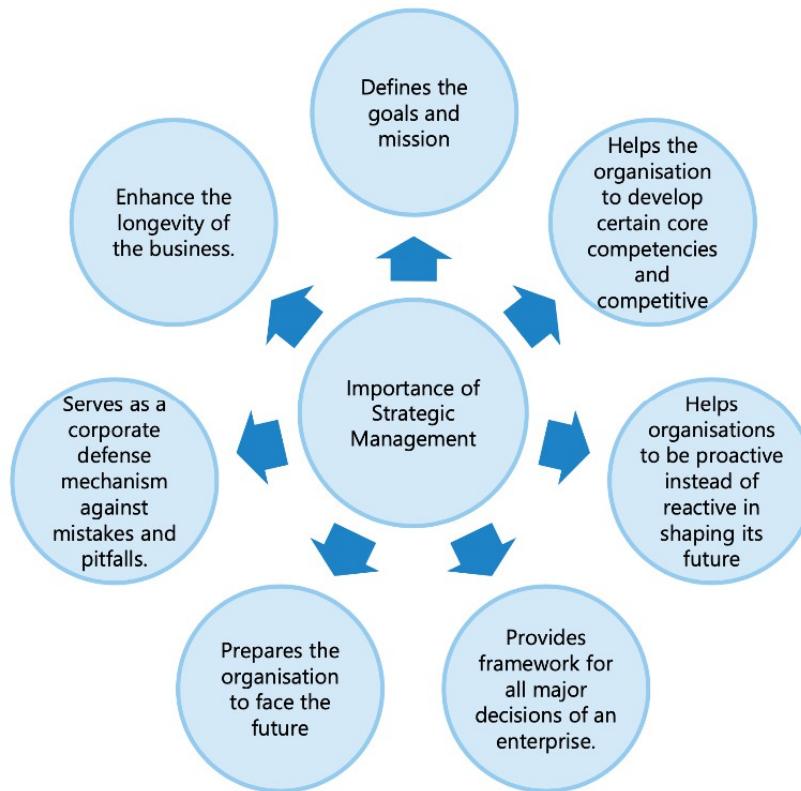 Defines the
goals and
mission
Helps the
organisation
to develop
certain core
competencies
and
competitive
Helps
organisations
to be proactive
instead of
reactive in
shaping its
future
Provides
framework for
all major
decisions of an
enterprise.
Prepares the
organisation
to face the
future
Serves as a
corporate
defense
mechanism
against
mistakes and
pitfalls.
Enhance the
longevity of
the business.
Importance of
Strategic
Management